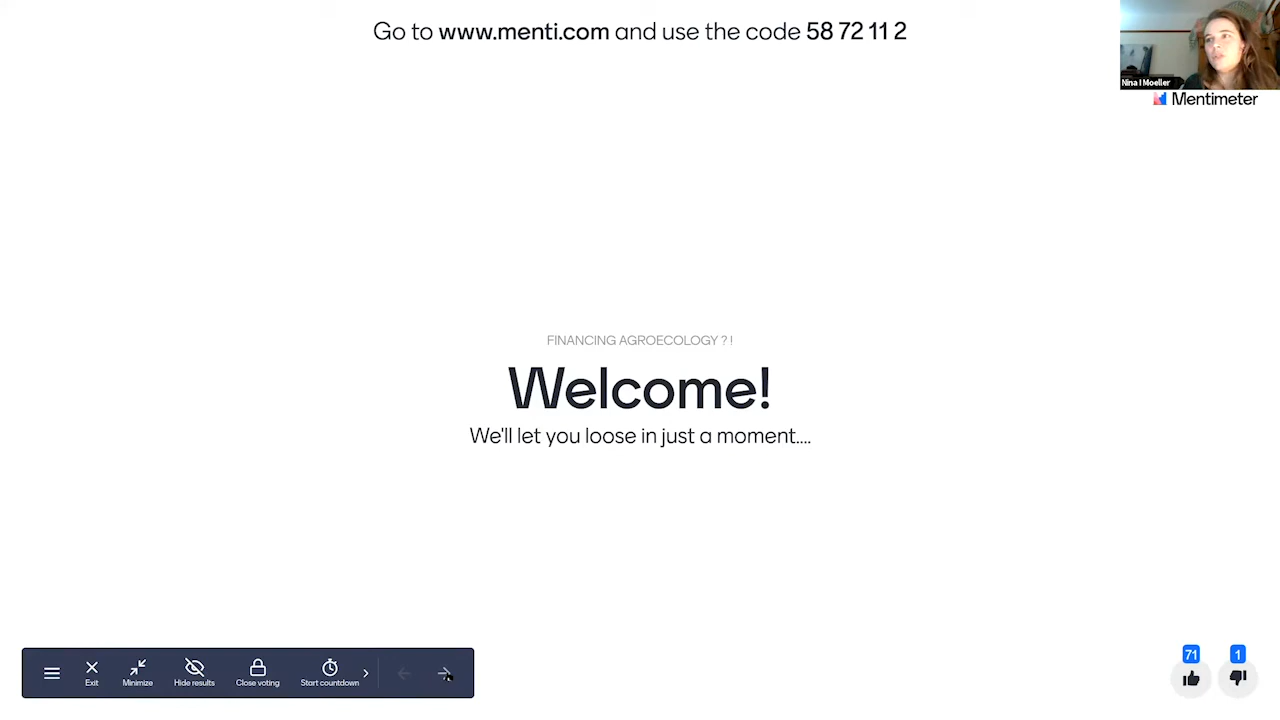 Go to www.menti.com and use the code 58 72 11 2
Nina I Moeller
Mentimeter
FINANCING AGROECOLOGY ? !
Welcome!
We'll let you loose in just a moment....
Exit
Minimize
Hide results
Close voting
Start countdown
71
1